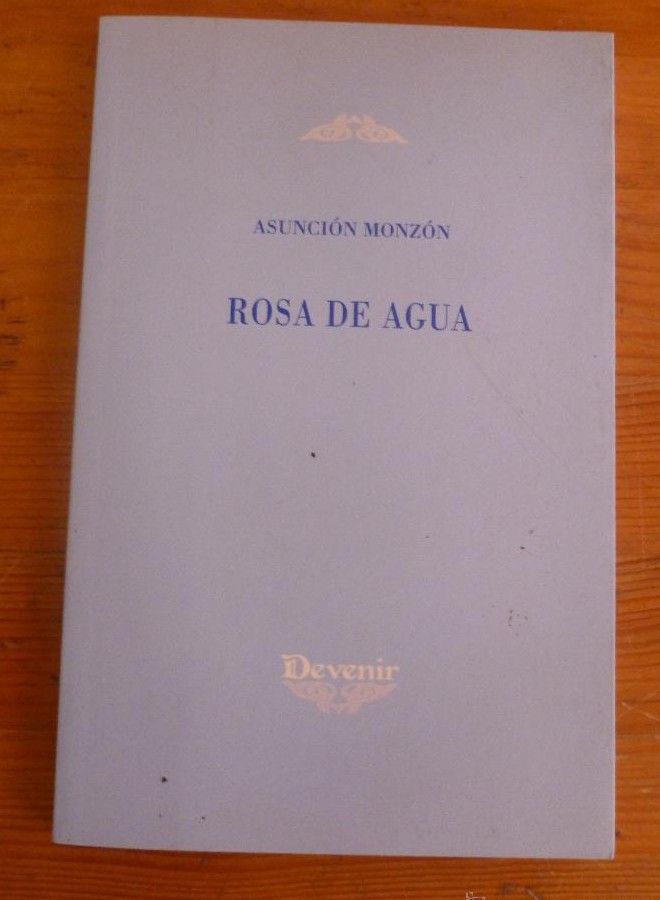 ASUNCIÓN MONZÓN
ROSA DE AGUA
Devenir